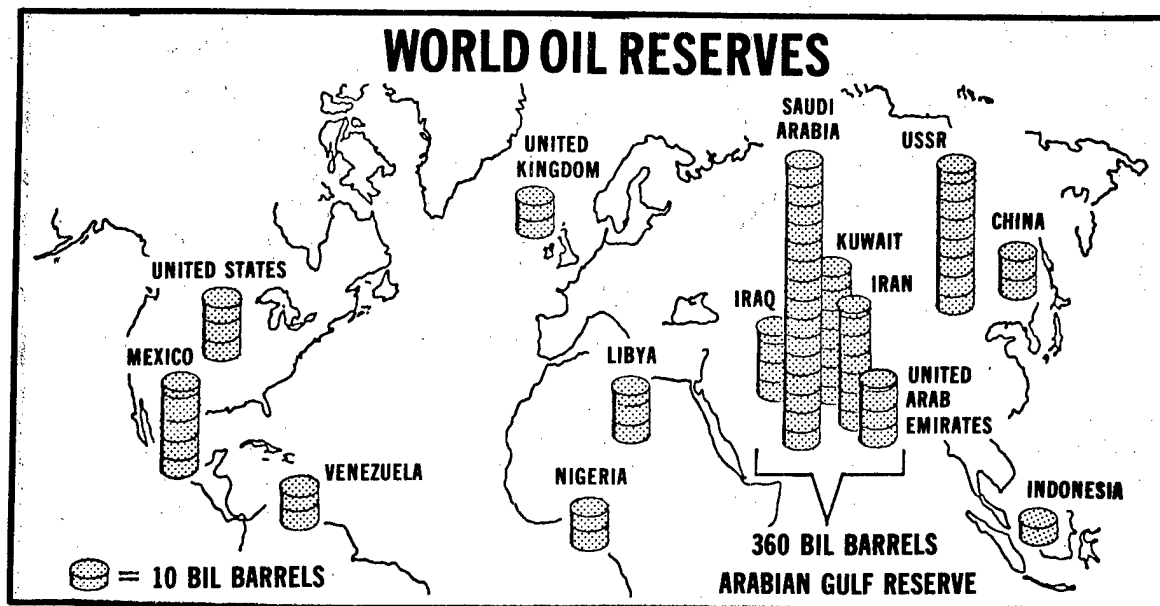 WORLD OIL RESERVES
SAUDI
ARABIA
USSR
UNITED
KINGDOM
CHINA
KUWAIT
UNITED STATES
IRAN
IRAQ
MEXICO
LIBYA
UNITED
ARAB
EMIRATES
VENEZUELA
NIGERIA
INDONESIA
360 BIL BARRELS
ARABIAN GULF RESERVE
= 10 BIL BARRELS